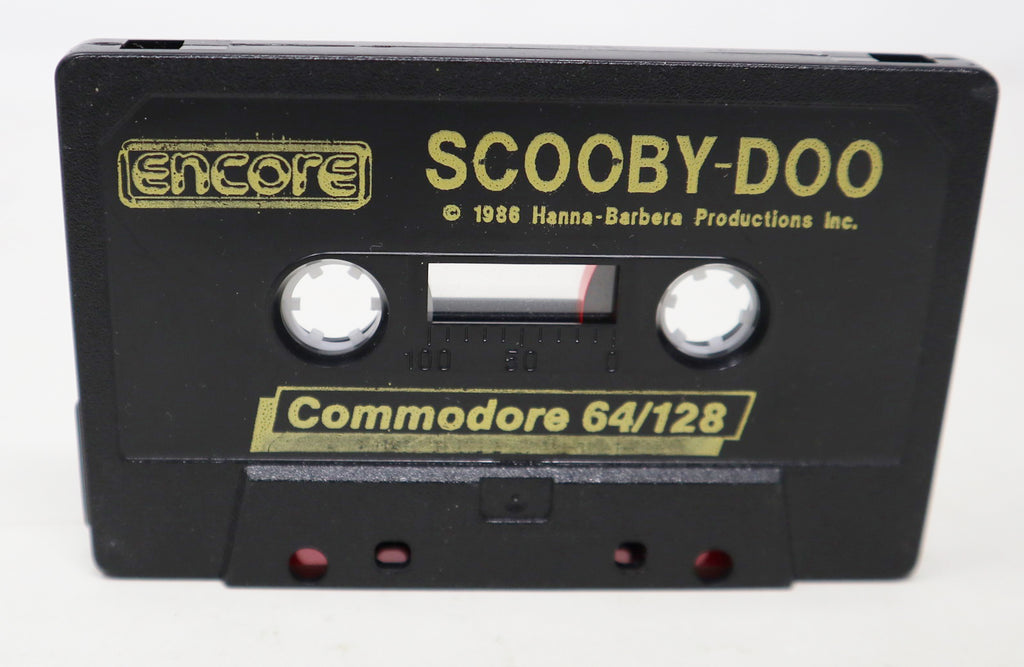 encore
SCOOBY-DOO
© 1986 Hanna-Barbera Productions Inc.
100 50 0
Commodore 64/128